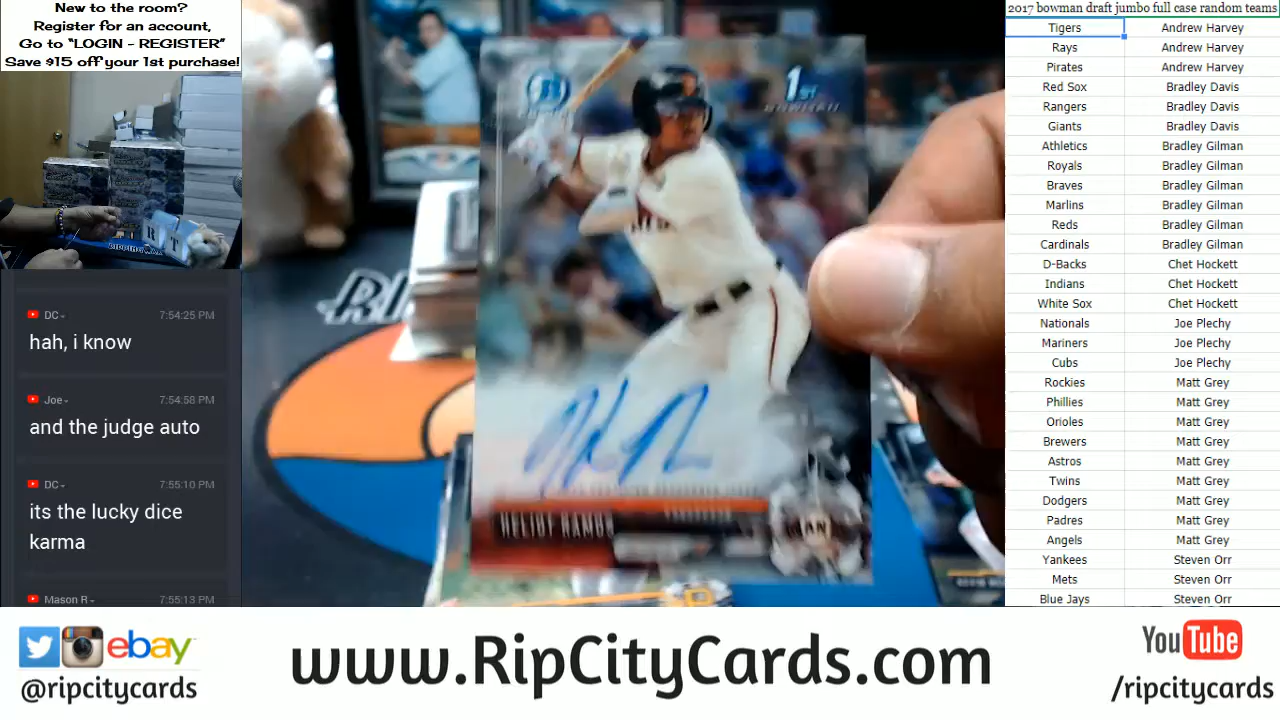 New to the room?
Register for an account,
Go to “LOGIN - REGISTER”
Save $15 off your 1st purchase!
DC
7:54:25 PM
hah, i know
Joe
7:54:58 PM
and the judge auto
DC
7:55:10 PM
its the lucky dice
karma
Mason R
7:55:13 PM
1st
BOWMAN
HELIOT RAMOS
2017 bowman draft jumbo full case random teams
Tigers Andrew Harvey
Rays Andrew Harvey
Pirates Andrew Harvey
Red Sox Bradley Davis
Rangers Bradley Davis
Giants Bradley Davis
Athletics Bradley Gilman
Royals Bradley Gilman
Braves Bradley Gilman
Marlins Bradley Gilman
Reds Bradley Gilman
Cardinals Bradley Gilman
D-Backs Chet Hockett
Indians Chet Hockett
White Sox Chet Hockett
Nationals Joe Plechy
Mariners Joe Plechy
Cubs Joe Plechy
Rockies Matt Grey
Phillies Matt Grey
Orioles Matt Grey
Brewers Matt Grey
Astros Matt Grey
Twins Matt Grey
Dodgers Matt Grey
Padres Matt Grey
Angels Matt Grey
Yankees Steven Orr
Mets Steven Orr
Blue Jays Steven Orr
ebay
@ripcitycards
www.RipCityCards.com
YouTube
/ripcitycards